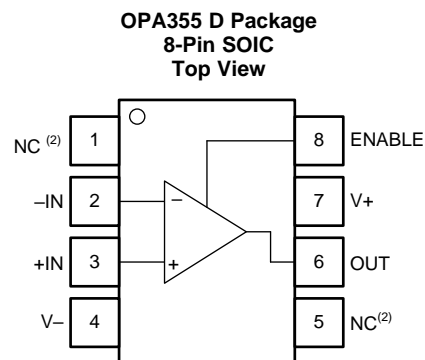 OPA355 D Package
8-Pin SOIC
Top View
NC (2) 1 8 ENABLE
–IN 2 – 7 V+
+IN 3 + 6 OUT
V– 4 5 NC(2)